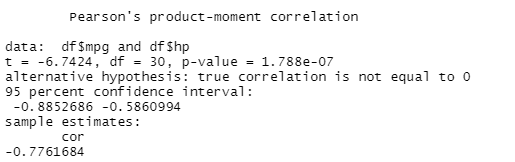 Pearson's product-moment correlation
data:  df$mpg and df$hp
t = -6.7424, df = 30, p-value = 1.788e-07
alternative hypothesis: true correlation is not equal to 0
95 percent confidence interval:
 -0.8852686 -0.5860994
sample estimates:
       cor
-0.7761684